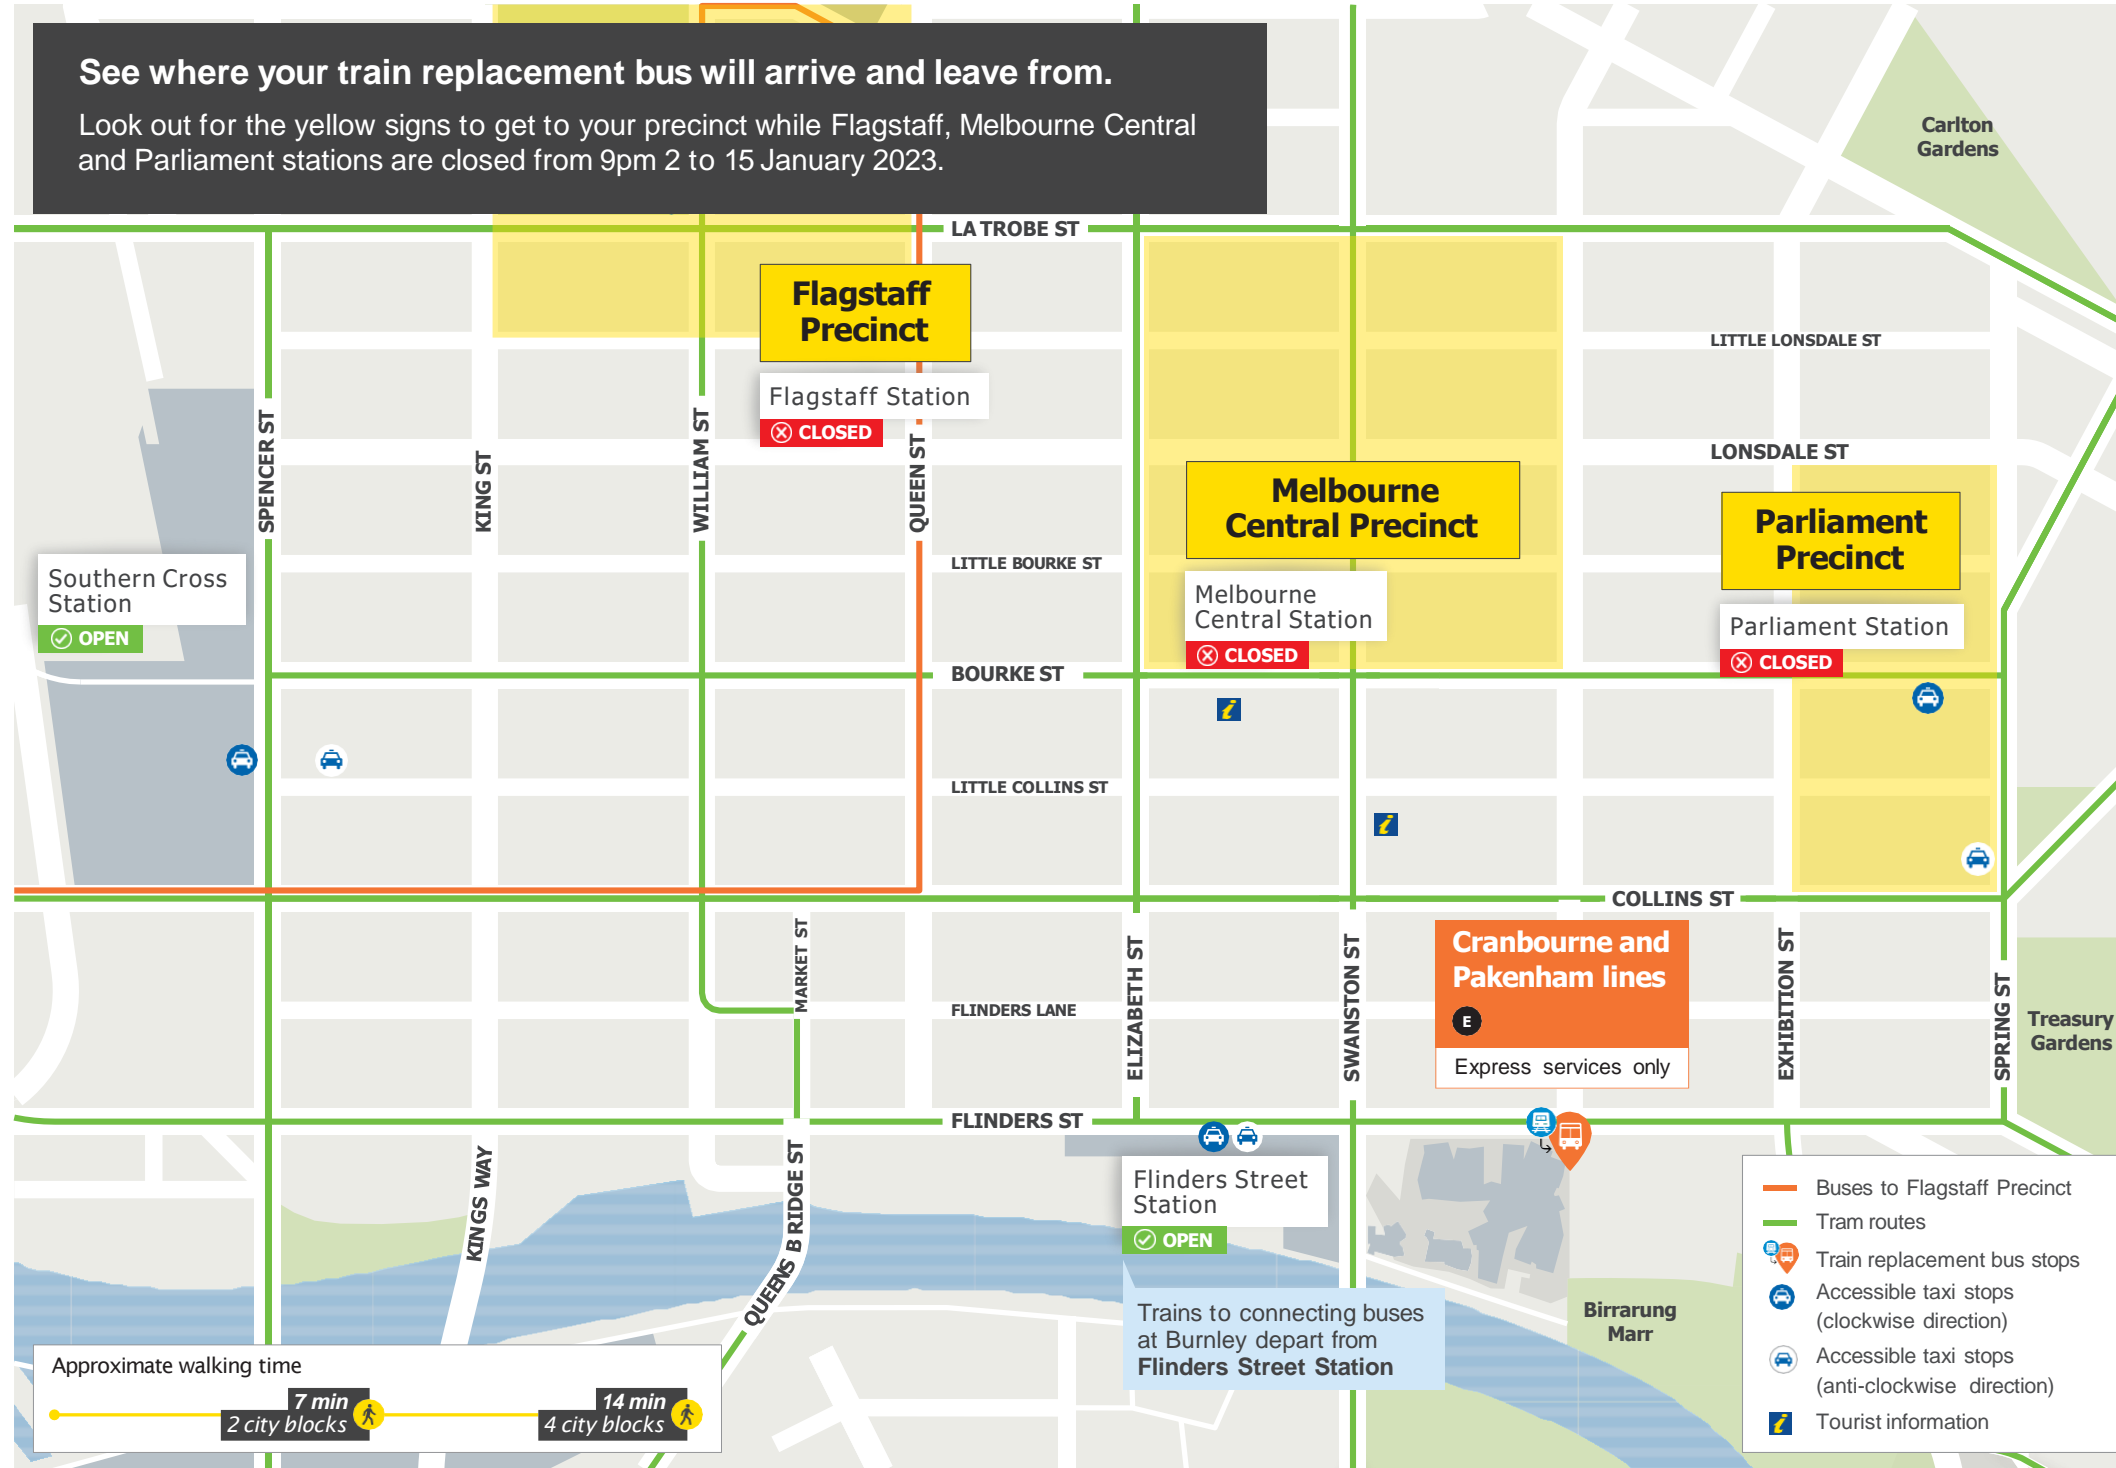 See where your train replacement bus will arrive and leave from.
Look out for the yellow signs to get to your precinct while Flagstaff, Melbourne Central
and Parliament stations are closed from 9pm 2 to 15 January 2023.
Carlton
Gardens
LA TROBE ST
Flagstaff
Precinct
LITTLE LONSDALE ST
Flagstaff Station
CLOSED
SPENCER ST
KING ST
WILLIAM ST
QUEEN ST
LONSDALE ST
Melbourne
Central Precinct
Parliament
Precinct
Southern Cross
Station
OPEN
LITTLE BOURKE ST
Melbourne
Central Station
CLOSED
Parliament Station
CLOSED
BOURKE ST
i
LITTLE COLLINS ST
i
COLLINS ST
MARKET ST
ELIZABETH ST
SWANSTON ST
Cranbourne and
Pakenham lines
E
Express services only
EXHIBITION ST
SPRING ST
FLINDERS LANE
Treasury
Gardens
FLINDERS ST
KINGS WAY
QUEENS BRIDGE ST
Flinders Street
Station
OPEN
Trains to connecting buses
at Burnley depart from
Flinders Street Station
Birrarung
Marr
Buses to Flagstaff Precinct
Tram routes
Train replacement bus stops
Accessible taxi stops
(clockwise direction)
Accessible taxi stops
(anti-clockwise direction)
i
Tourist information
Approximate walking time
7 min
2 city blocks
14 min
4 city blocks